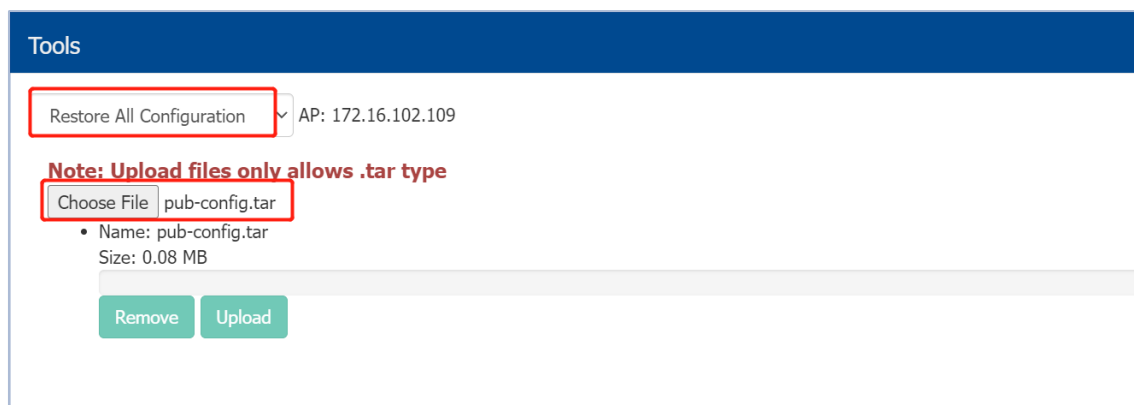 Tools
Restore All Configuration AP: 172.16.102.109
Note: Upload files only allows .tar type
Choose File pub-config.tar
Name: pub-config.tar
Size: 0.08 MB
Remove Upload